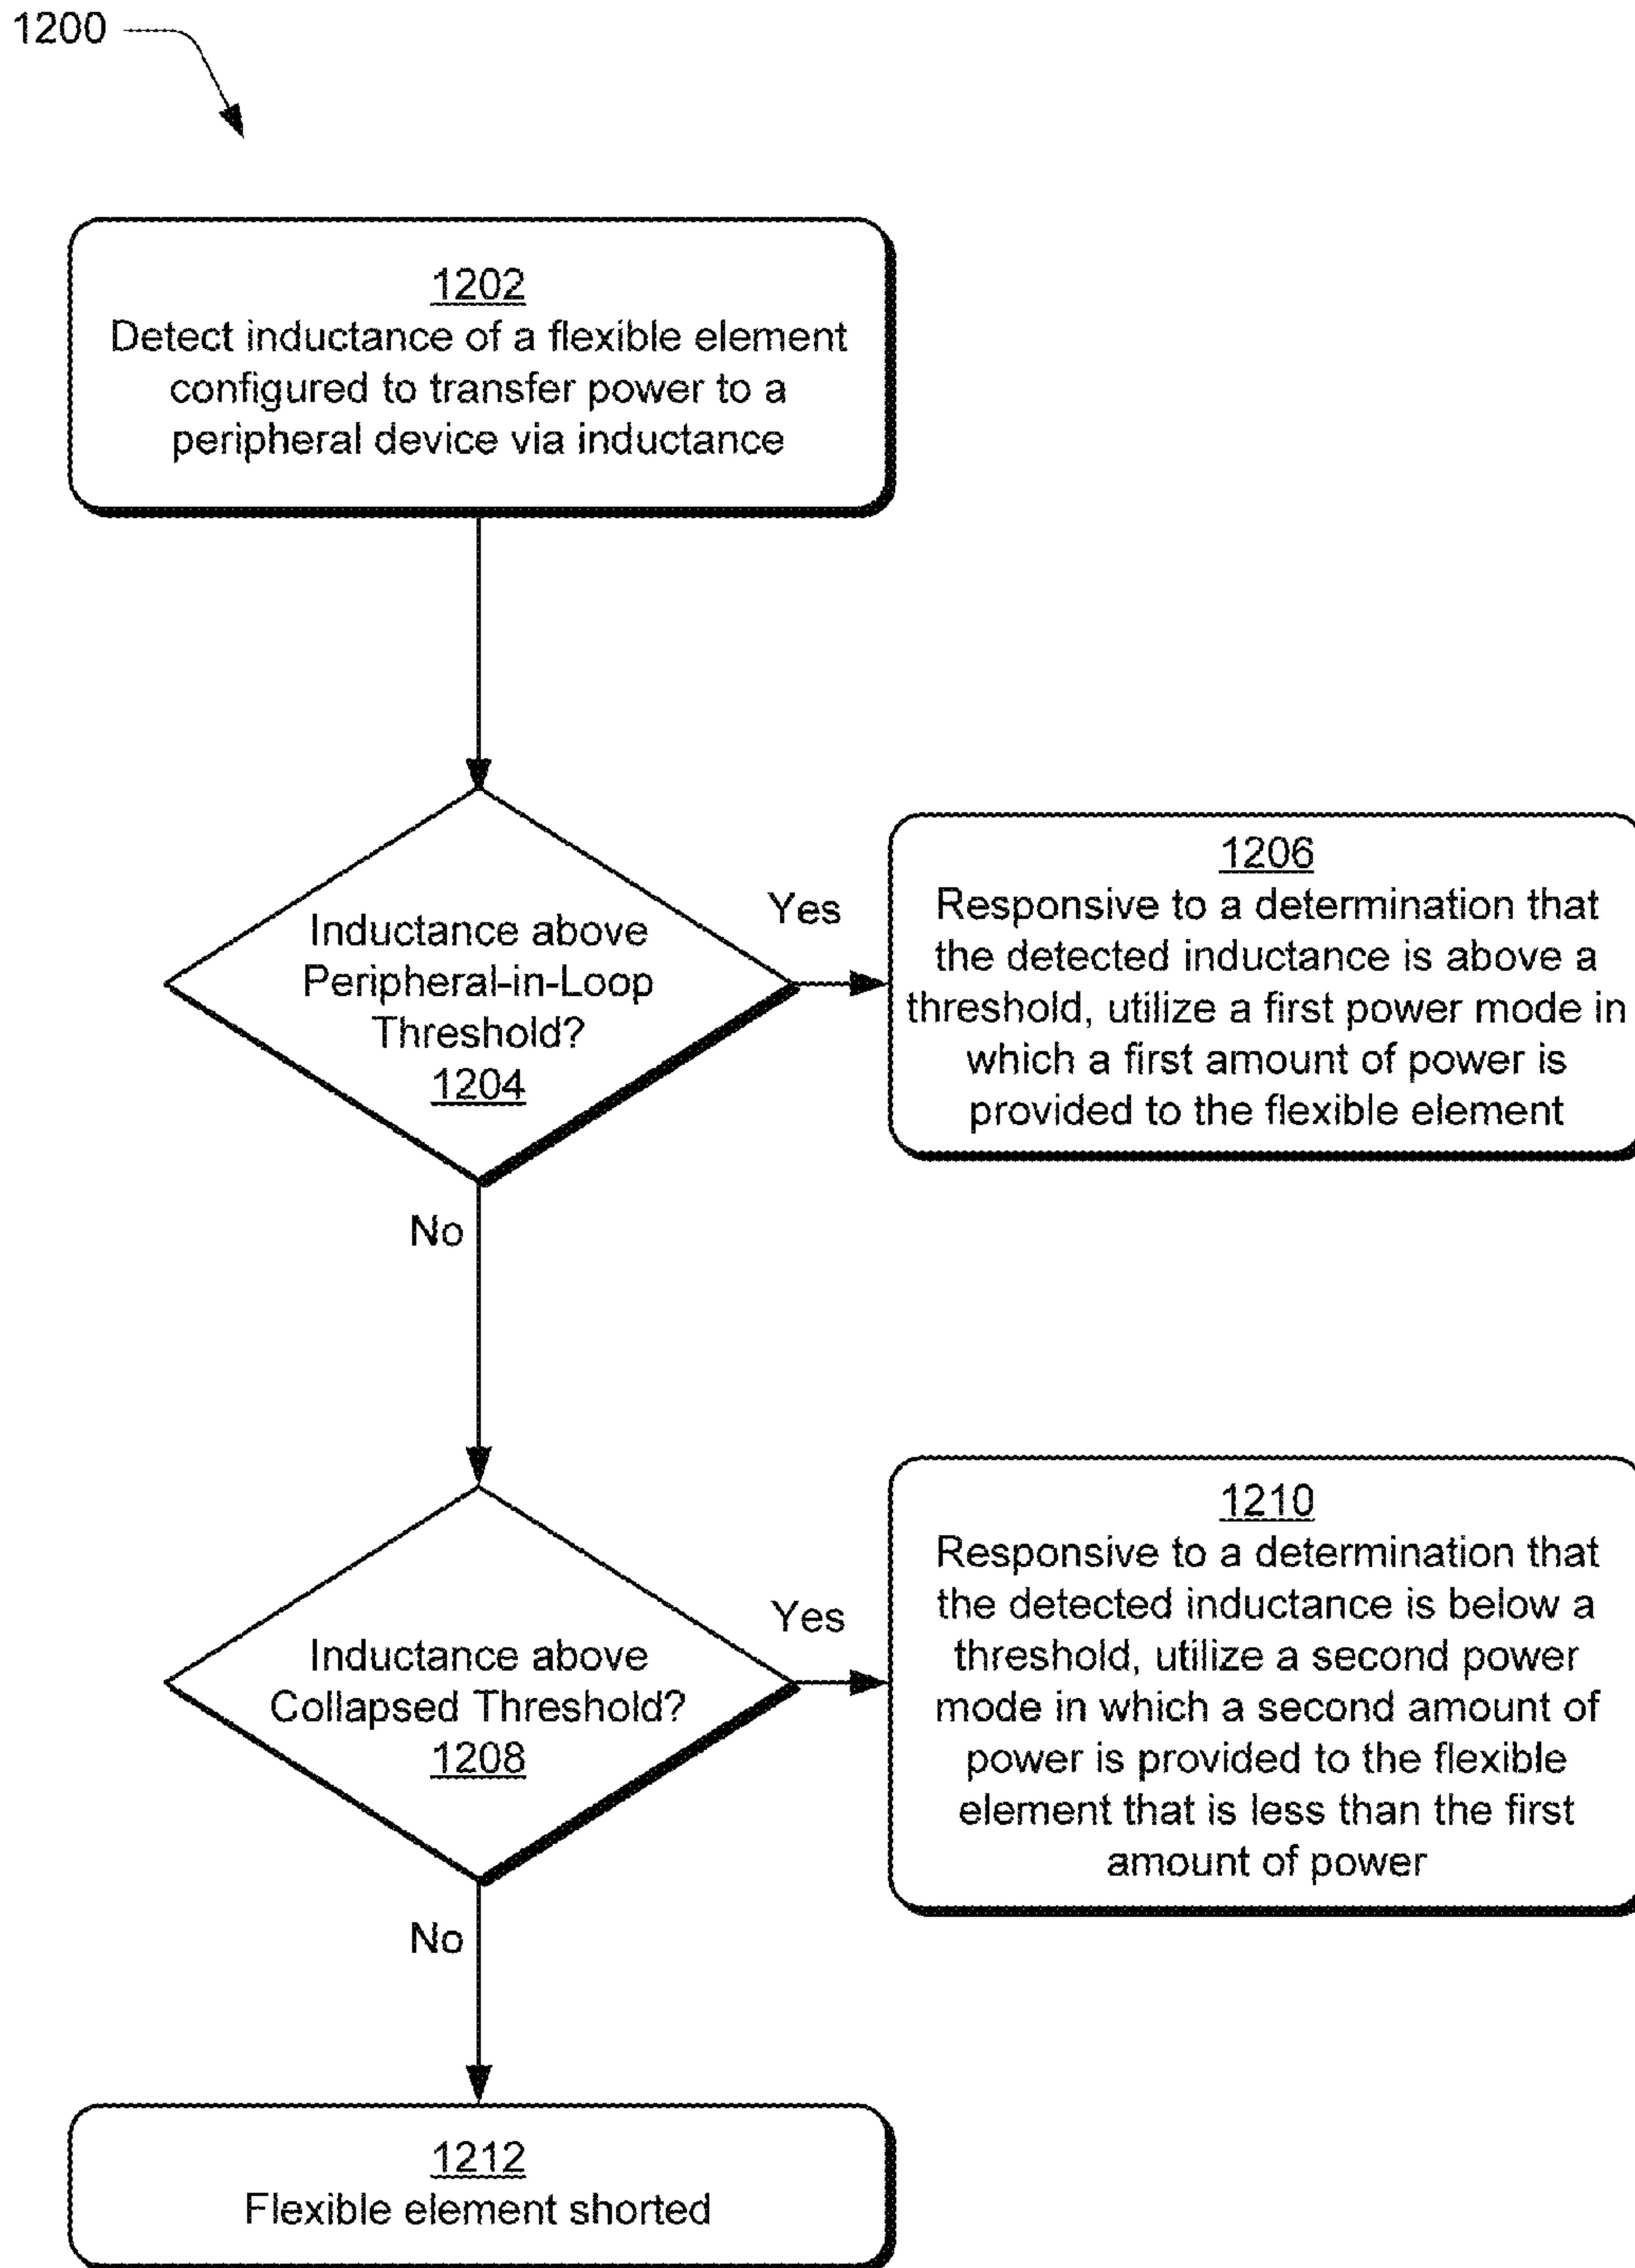 1200
1202
Detect inductance of a flexible element
configured to transfer power to a
peripheral device via inductance
Inductance above
Peripheral-in-Loop
Threshold?
1204
Yes
1206
Responsive to a determination that
the detected inductance is above a
threshold, utilize a first power mode in
which a first amount of power is
provided to the flexible element
No
Inductance above
Collapsed Threshold?
1208
Yes
1210
Responsive to a determination that
the detected inductance is below a
threshold, utilize a second power
mode in which a second amount of
power is provided to the flexible
element that is less than the first
amount of power
No
1212
Flexible element shorted